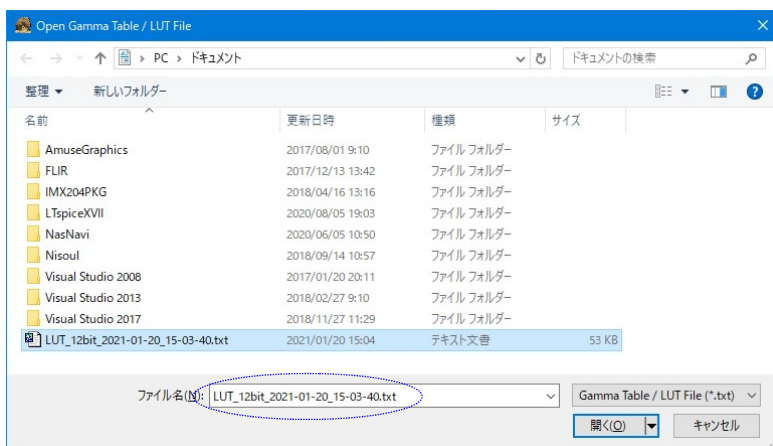 Open Gamma Table / LUT File
PC › ドキュメント ドキュメントの検索
整理 新しいフォルダー
名前 更新日時 種類 サイズ
AmuseGraphics 2017/08/01 9:10 ファイル フォルダー
FLIR 2017/12/13 13:42 ファイル フォルダー
IMX204PKG 2018/04/16 13:16 ファイル フォルダー
LTspiceXVII 2020/08/05 19:03 ファイル フォルダー
NasNavi 2020/06/05 10:50 ファイル フォルダー
Nisoul 2018/09/14 10:57 ファイル フォルダー
Visual Studio 2008 2017/01/20 20:11 ファイル フォルダー
Visual Studio 2013 2018/02/27 9:10 ファイル フォルダー
Visual Studio 2017 2018/11/27 11:29 ファイル フォルダー
LUT_12bit_2021-01-20_15-03-40.txt 2021/01/20 15:04 テキスト文書 53 KB
ファイル名(N): LUT_12bit_2021-01-20_15-03-40.txt Gamma Table / LUT File (*.txt)
開く(O) キャンセル